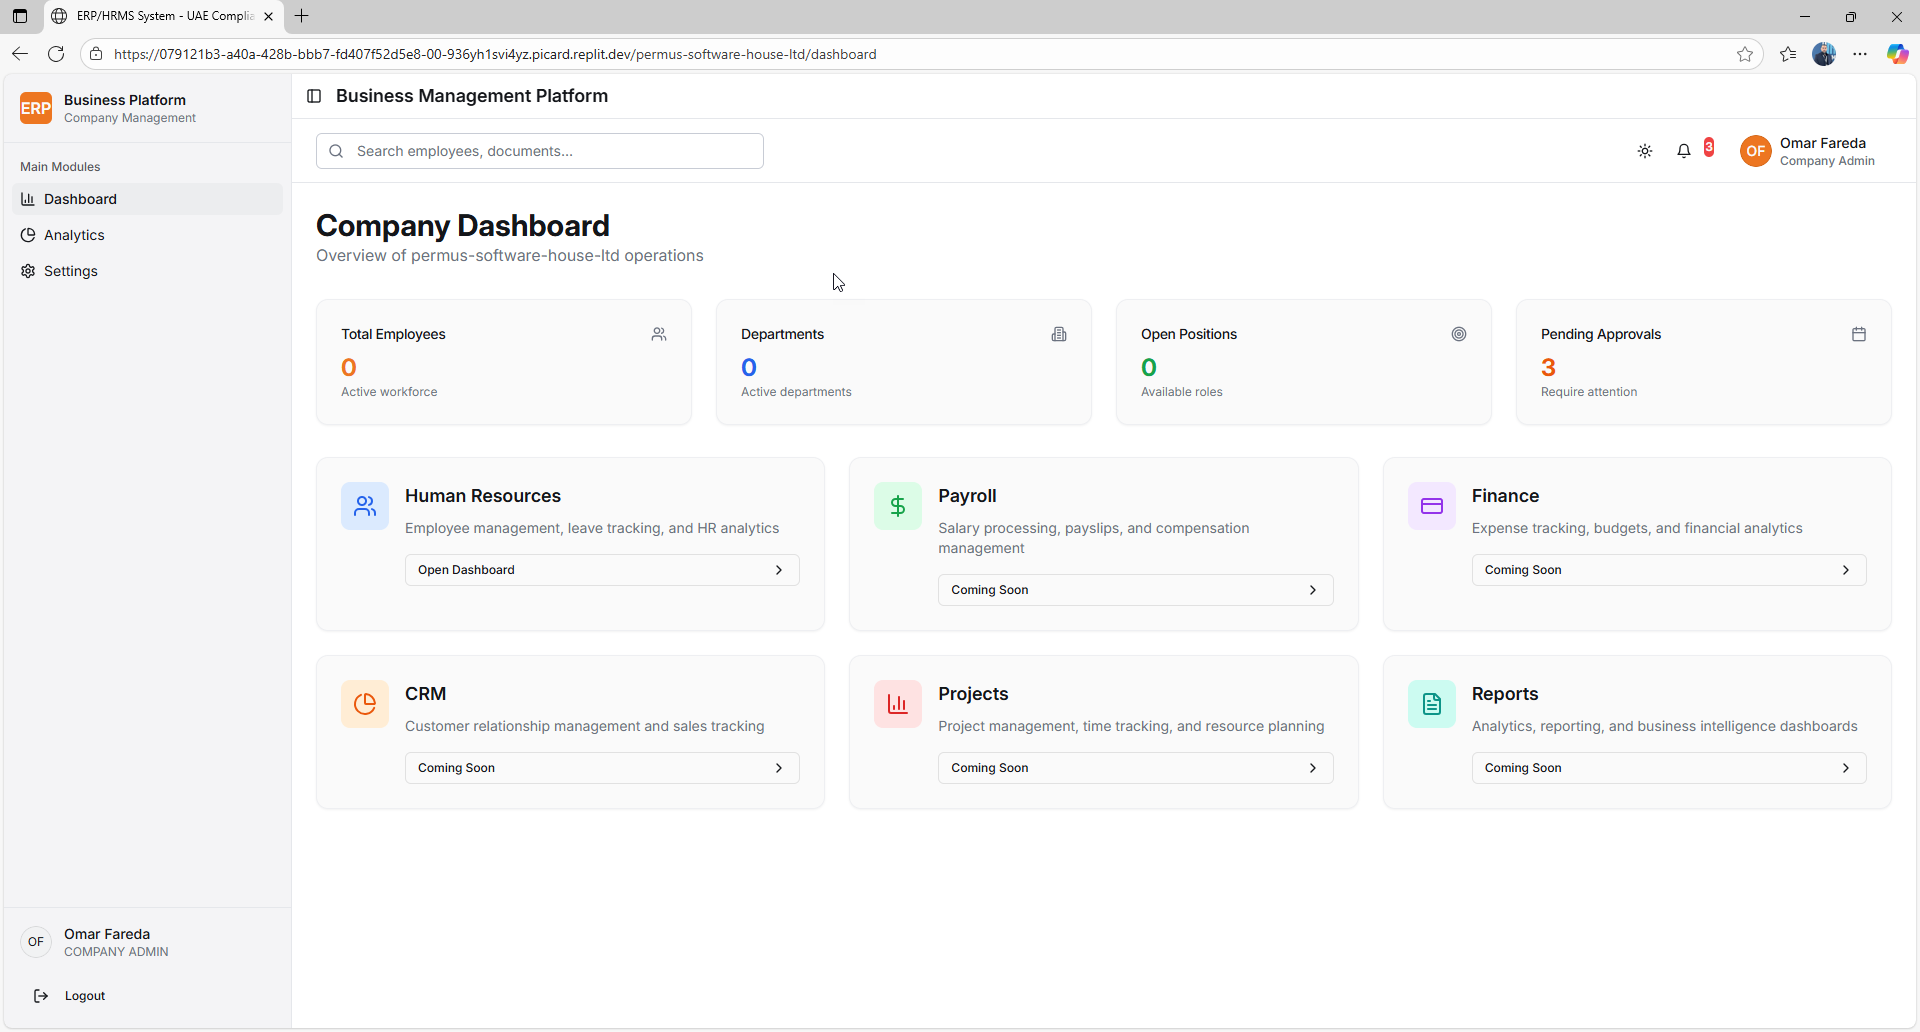 ERP/HRMS System - UAE Complia
https://079121b3-a40a-428b-bbb7-fd407f52d5e8-00-936yh1svi4yz.picard.replit.dev/permus-software-house-ltd/dashboard
ERP
Business Platform
Company Management
Business Management Platform
Main Modules
Dashboard
Analytics
Settings
Search employees, documents...
3
OF
Omar Fareda
Company Admin
Company Dashboard
Overview of permus-software-house-ltd operations
Total Employees
0
Active workforce
Departments
0
Active departments
Open Positions
0
Available roles
Pending Approvals
3
Require attention
Human Resources
Employee management, leave tracking, and HR analytics
Open Dashboard
Payroll
Salary processing, payslips, and compensation
management
Coming Soon
Finance
Expense tracking, budgets, and financial analytics
Coming Soon
CRM
Customer relationship management and sales tracking
Coming Soon
Projects
Project management, time tracking, and resource planning
Coming Soon
Reports
Analytics, reporting, and business intelligence dashboards
Coming Soon
OF
Omar Fareda
COMPANY ADMIN
Logout